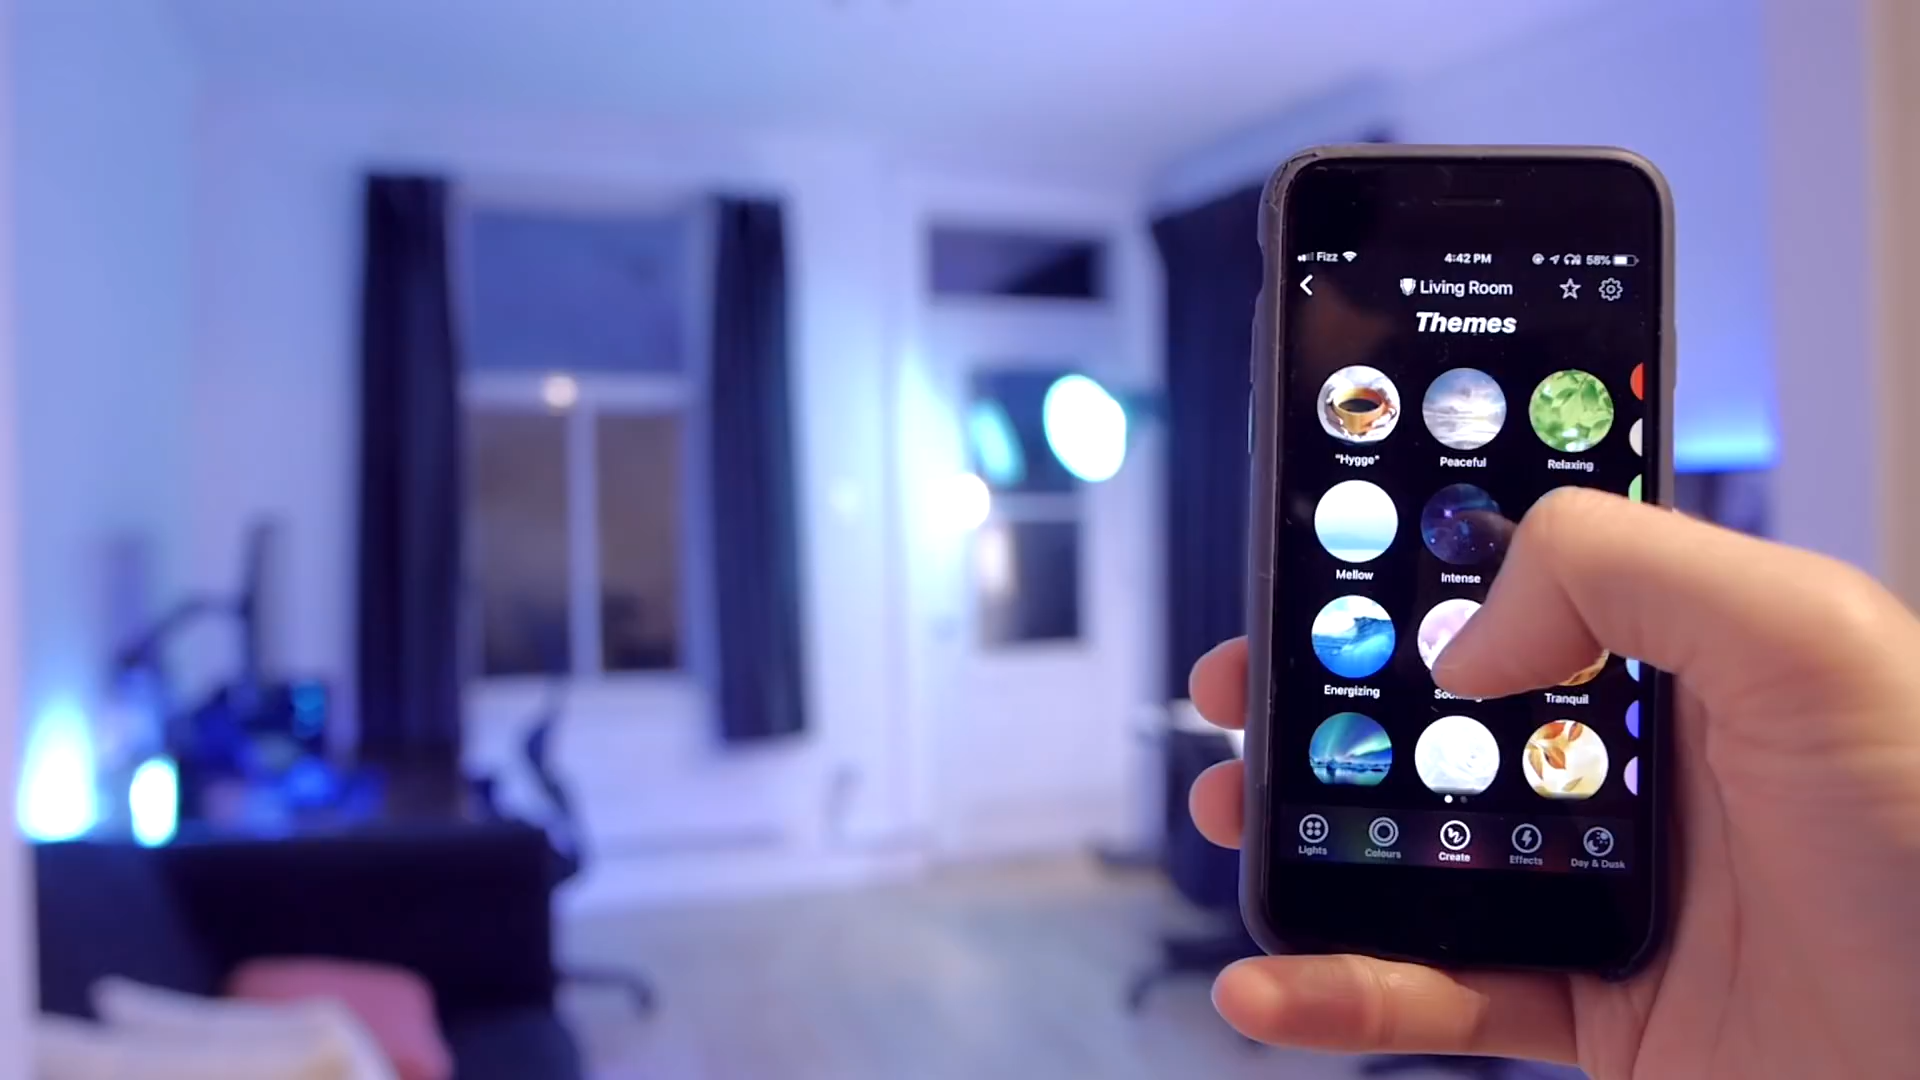 Fizz 4:42 PM 58%
Living Room
Themes
"Hygge" Peaceful Relaxing
Mellow Intense
Energizing Tranquil
Lights Colours Create Effects Day & Dusk